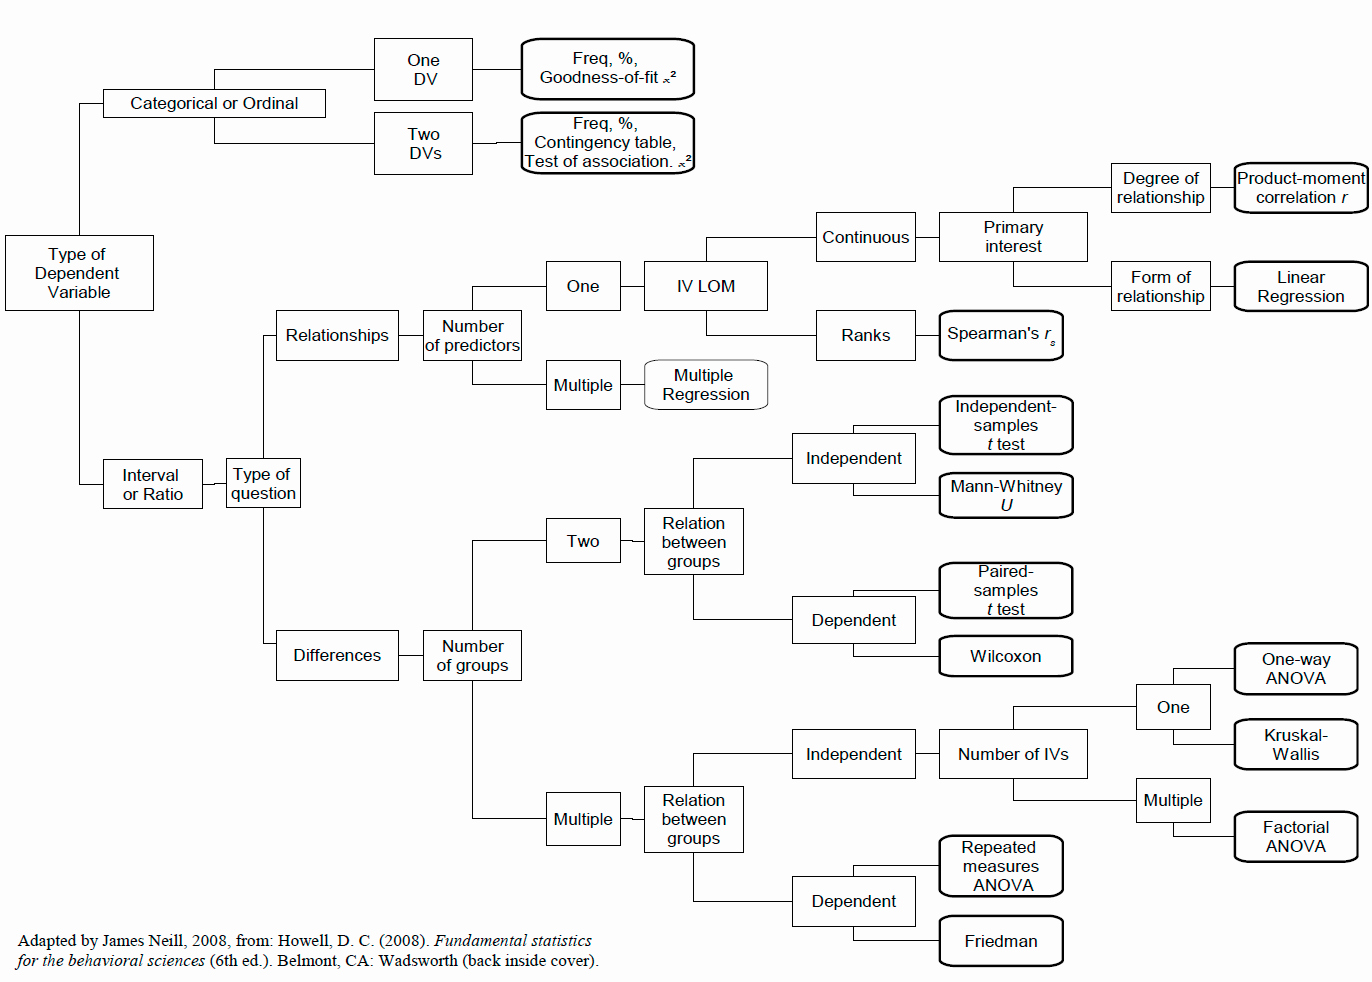 One
DV
Freq, %,
Goodness-of-fit x²
Categorical or Ordinal
Two
DVs
Freq, %,
Contingency table,
Test of association. x²
Type of
Dependent
Variable
Interval
or Ratio
Type of
question
Relationships
Number
of predictors
One
IV LOM
Continuous
Primary
interest
Degree of
relationship
Product-moment
correlation r
Form of
relationship
Linear
Regression
Ranks
Spearman's rs
Multiple
Multiple
Regression
Differences
Number
of groups
Two
Relation
between
groups
Independent
Independent-
samples
t test
Mann-Whitney
U
Dependent
Paired-
samples
t test
Wilcoxon
Multiple
Relation
between
groups
Independent
Number of IVs
One
One-way
ANOVA
Kruskal-
Wallis
Multiple
Factorial
ANOVA
Dependent
Repeated
measures
ANOVA
Friedman
Adapted by James Neill, 2008, from: Howell, D. C. (2008). Fundamental statistics
for the behavioral sciences (6th ed.). Belmont, CA: Wadsworth (back inside cover).